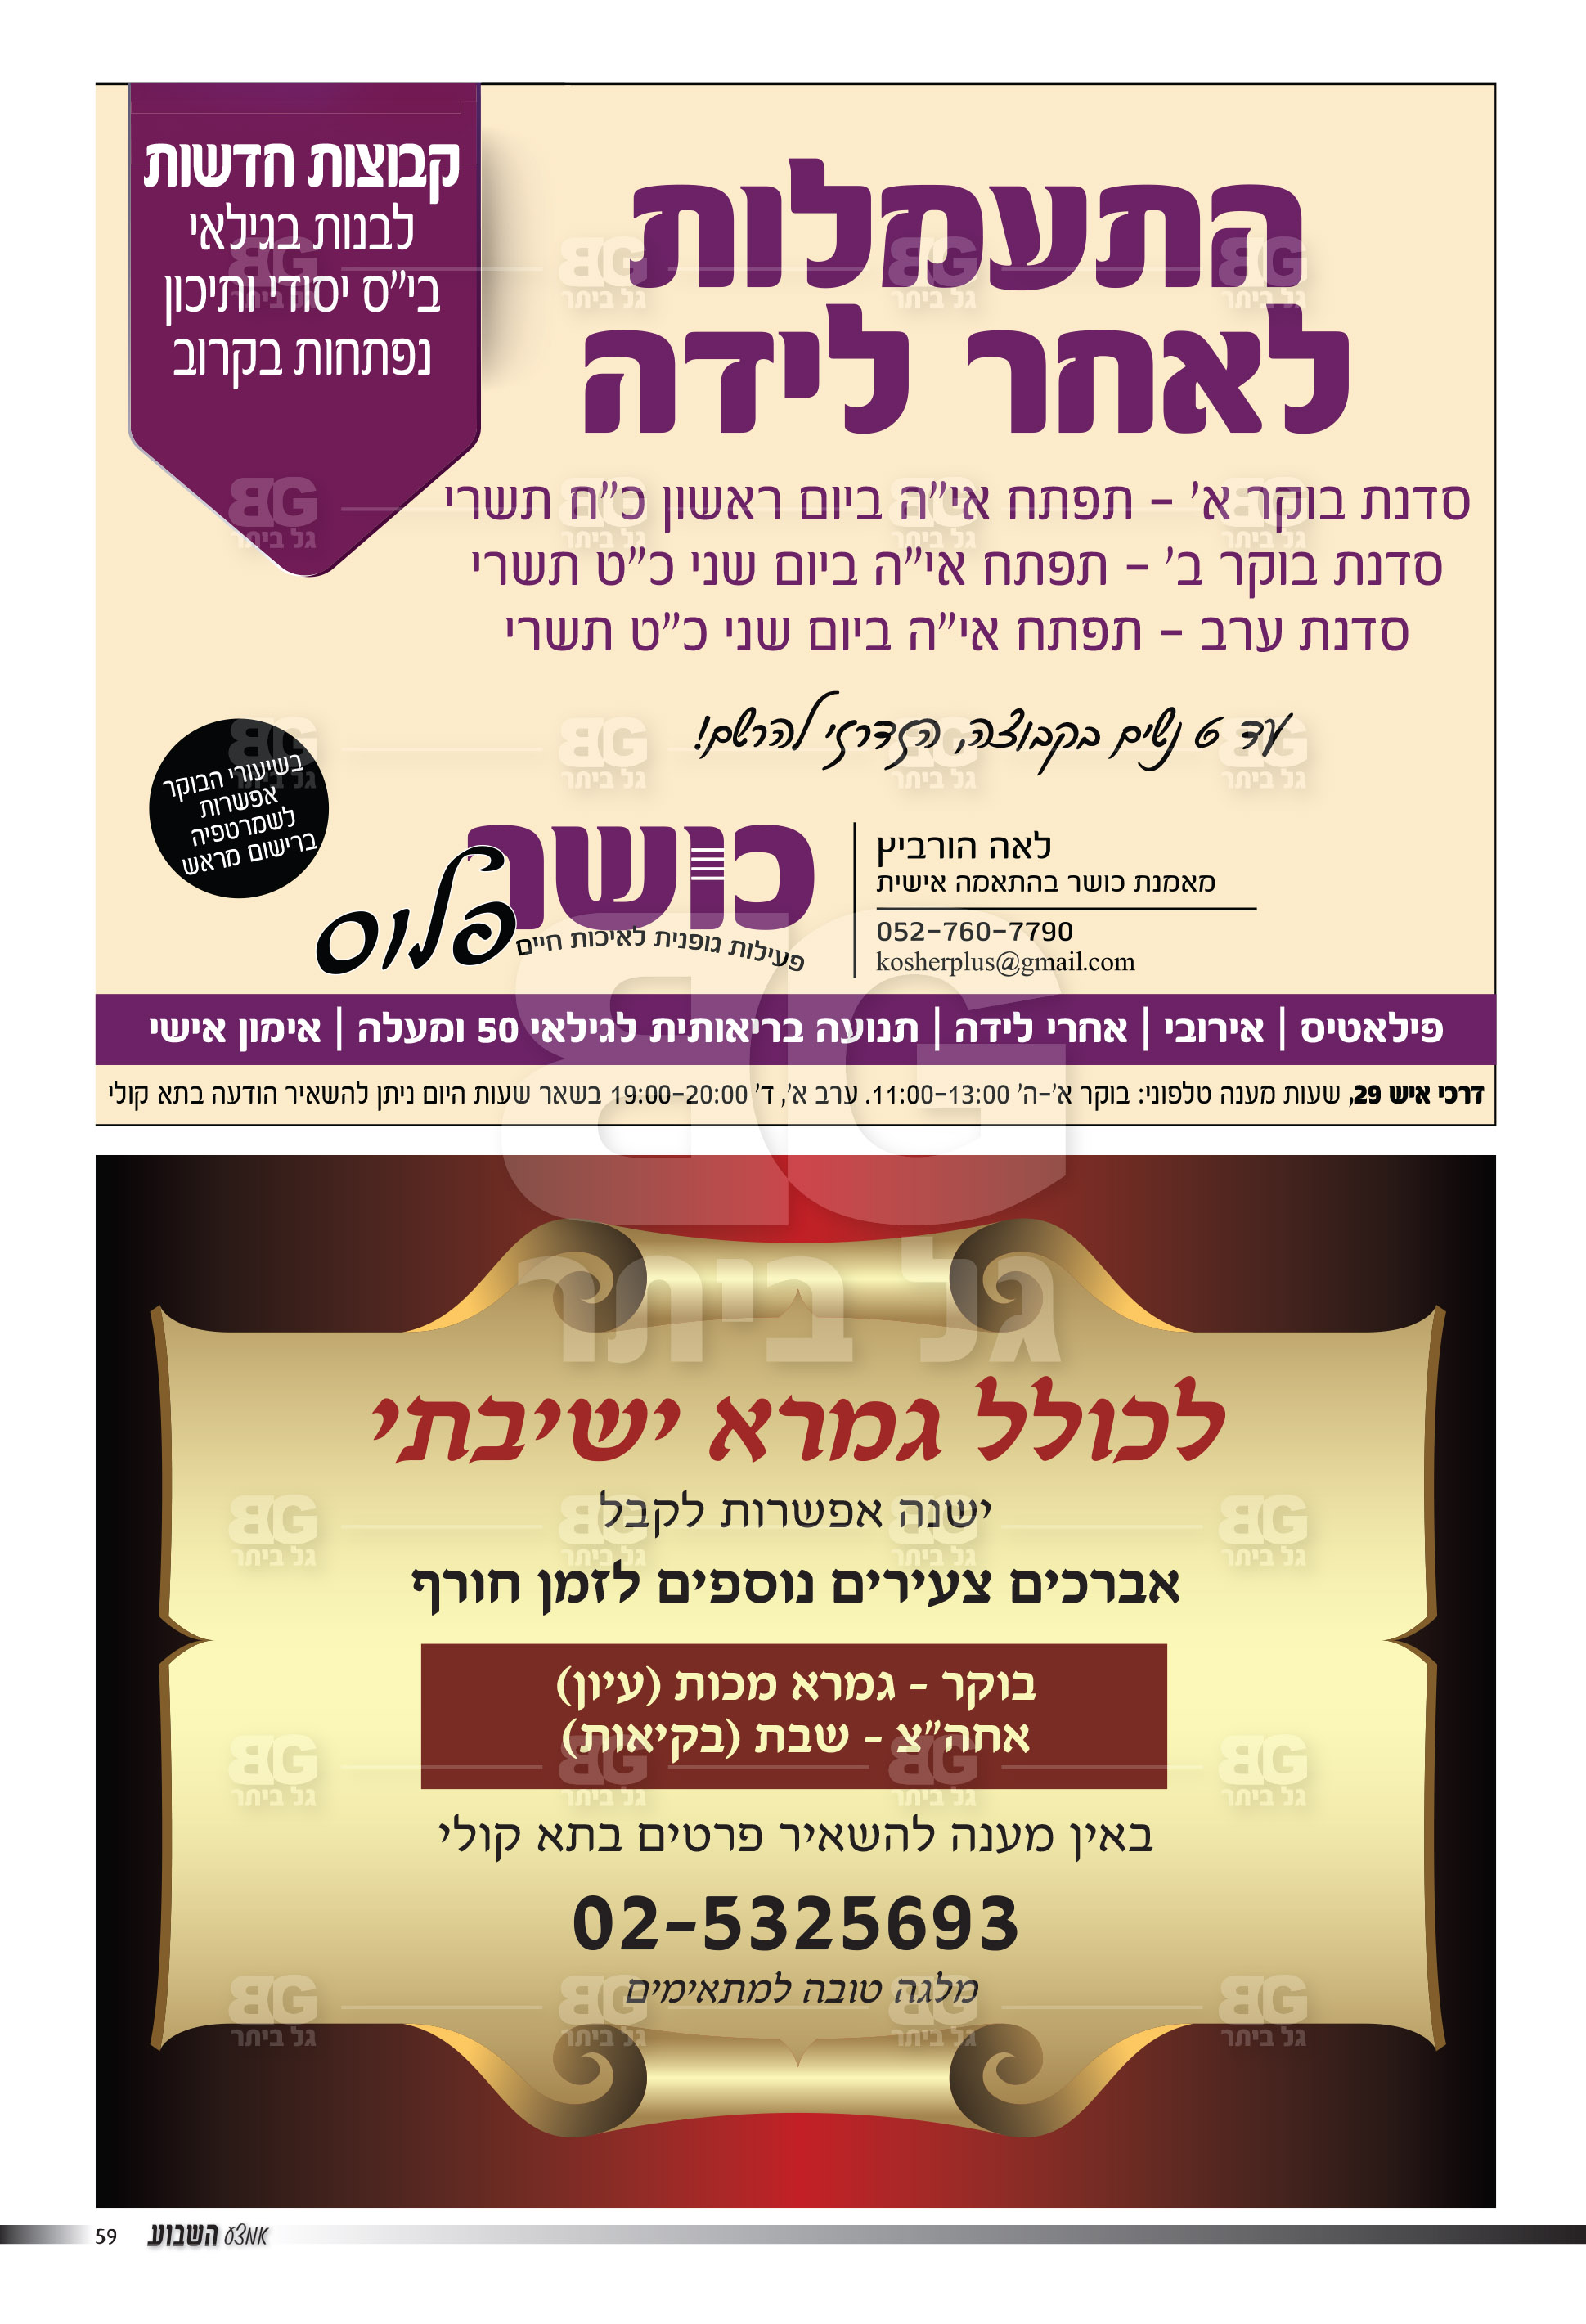 קבוצות חדשות
לבנות בגילאי
בי"ס יסודי ותיכון
נפתחות בקרוב
התעמלות
לאחר לידה
סדנת בוקר א' - תפתח אי"ה ביום ראשון כ"ח תשרי
סדנת בוקר ב' - תפתח אי"ה ביום שני כ"ט תשרי
סדנת ערב - תפתח אי"ה ביום שני כ"ט תשרי
עד 6 נשים בקבוצה, הזדרזי להרשם!
בשיעורי הבוקר
אפשרות
לשמרטפיה
ברישום מראש
כושר
פלוס
פעילות גופנית לאיכות חיים
לאה הורביץ
מאמנת כושר בהתאמה אישית
052-760-7790
kosherplus@gmail.com
פילאטיס | אירובי | אחרי לידה | תנועה בריאותית לגילאי 50 ומעלה | אימון אישי
דרכי איש 29, שעות מענה טלפוני: בוקר א'-ה' 11:00-13:00. ערב א', ד' 19:00-20:00 בשאר שעות היום ניתן להשאיר הודעה בתא קולי
BG
גל ביתר
לכולל גמרא ישיבתי
ישנה אפשרות לקבל
אברכים צעירים נוספים לזמן חורף
בוקר - גמרא מכות (עיון)
אחה"צ - שבת (בקיאות)
באין מענה להשאיר פרטים בתא קולי
02-5325693
מלגה טובה למתאימים
59 אמצע השבוע